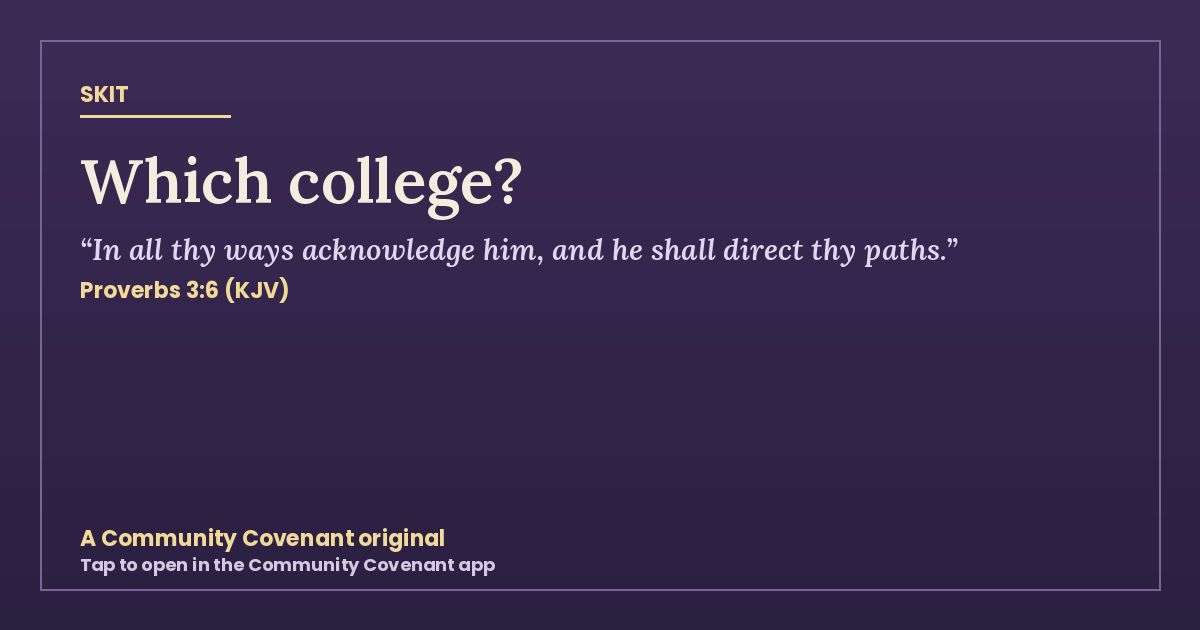 SKIT
Which college?
“In all thy ways acknowledge him, and he shall direct thy paths.”
Proverbs 3:6 (KJV)
A Community Covenant original
Tap to open in the Community Covenant app